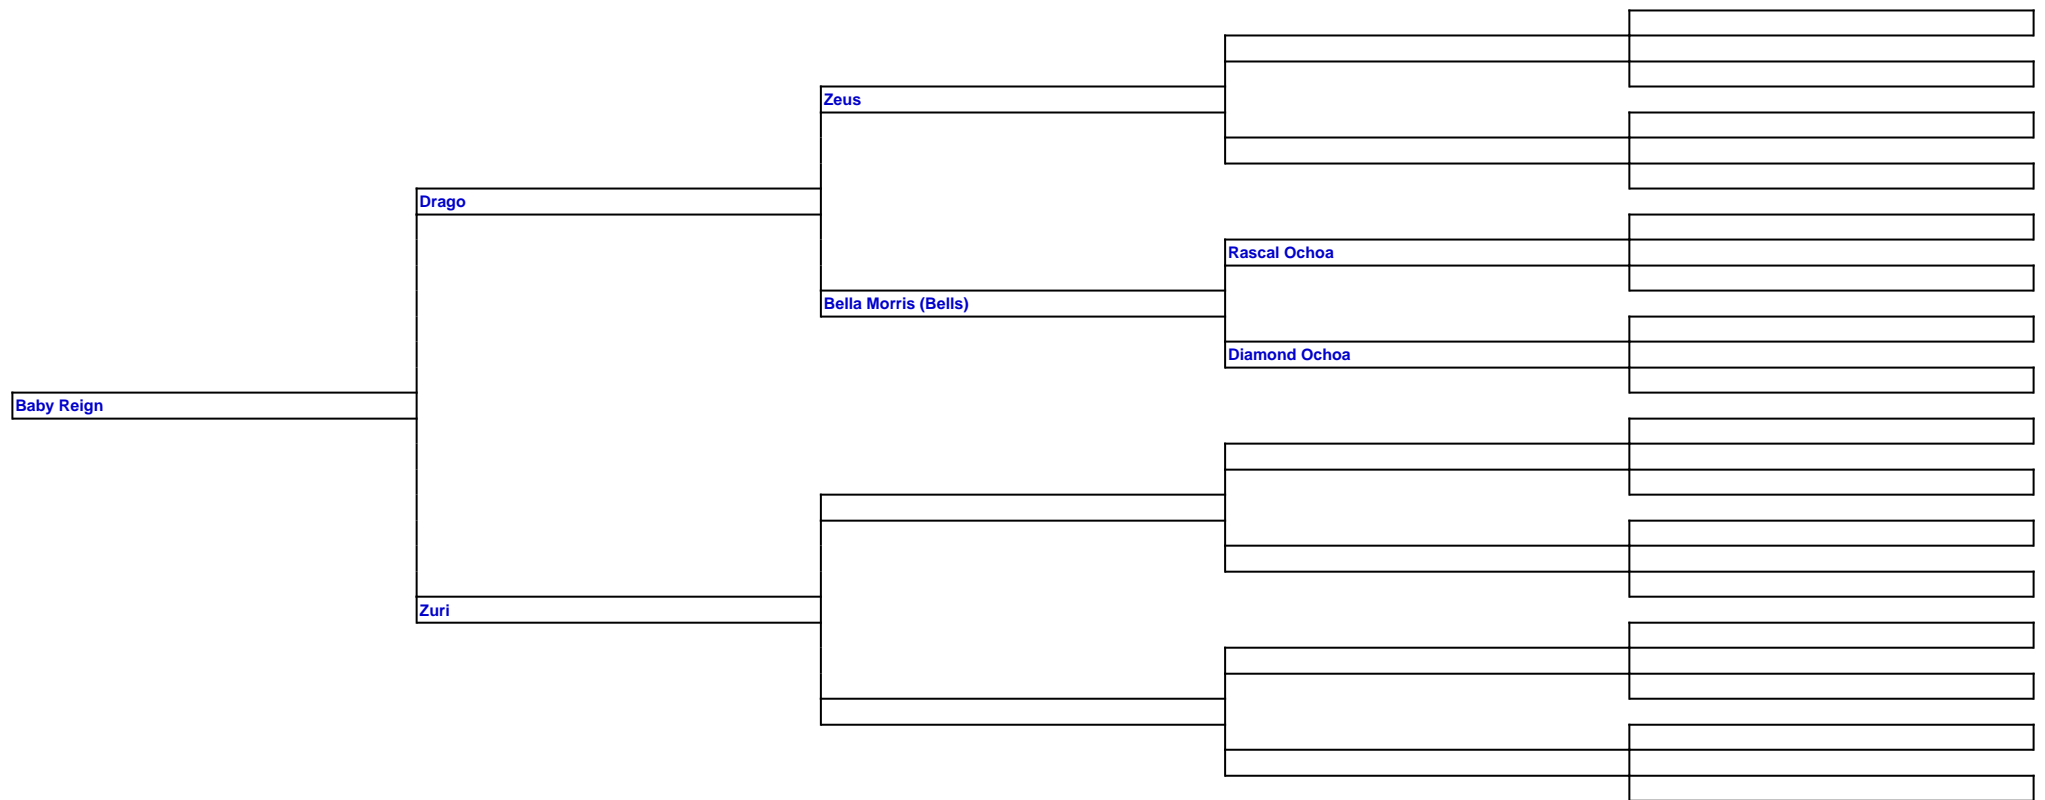 Zeus
Drago
Rascal Ochoa
Bella Morris (Bells)
Diamond Ochoa
Baby Reign
Zuri